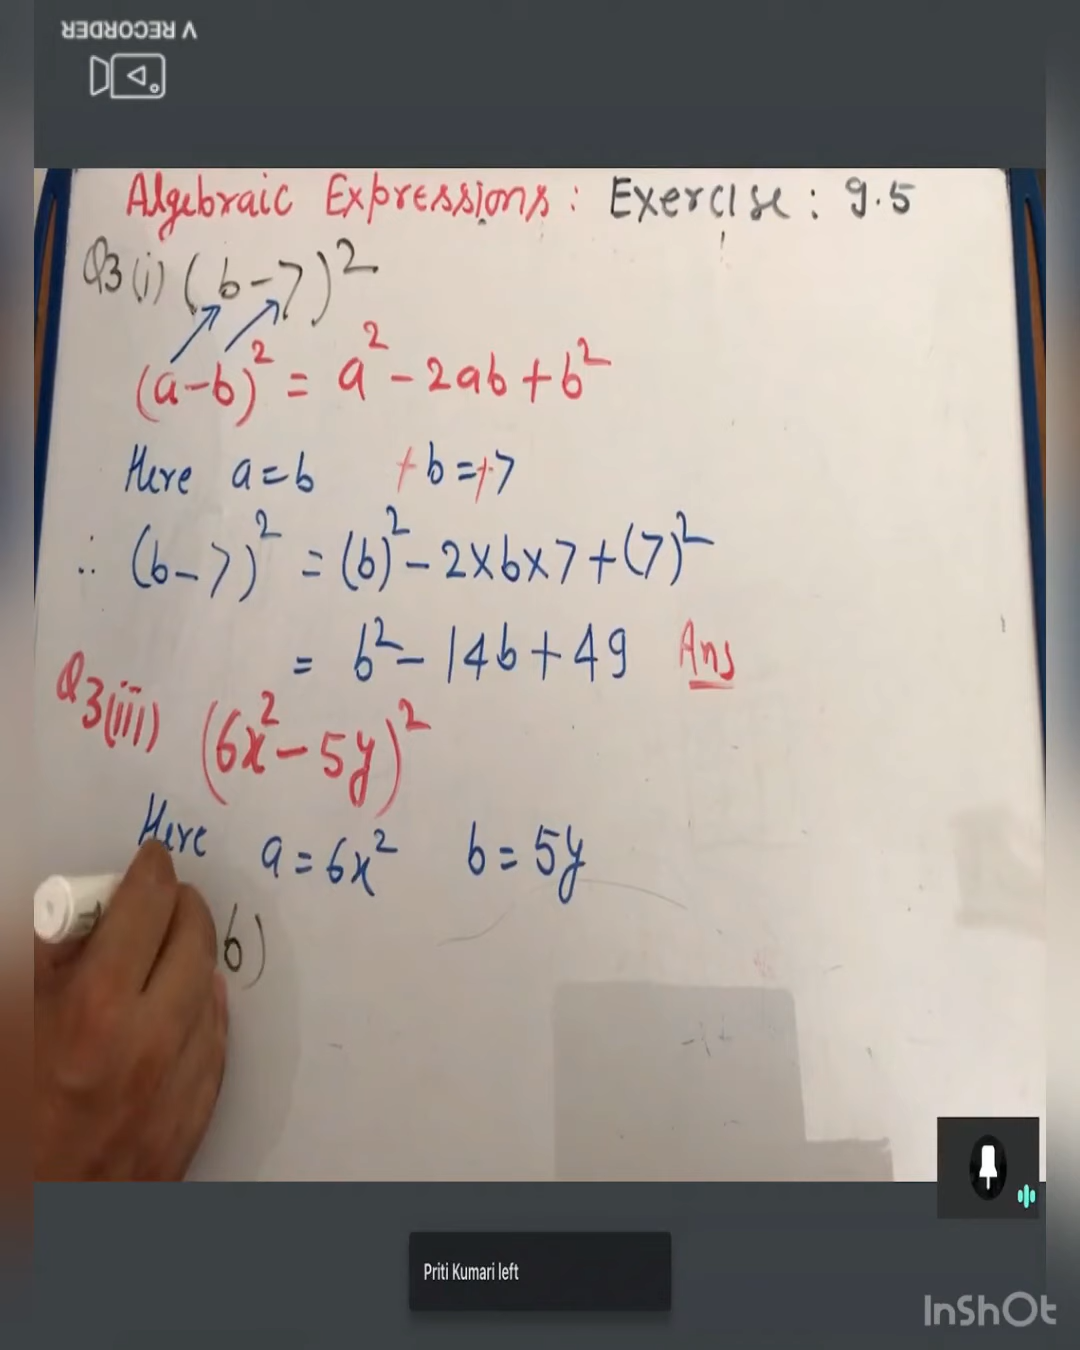 V RECORDER
Algebraic Expressions : Exercise : 9.5
Q3 (i) (b-7)²
(a-b)² = a² - 2ab + b²
Here a = b + b = +7
∴ (b-7)² = (b)² - 2×b×7 + (7)²
= b² - 14b + 49 Ans
Q3(iii) (6x² - 5y)²
Here a = 6x² b = 5y
b)
Priti Kumari left
InShOt